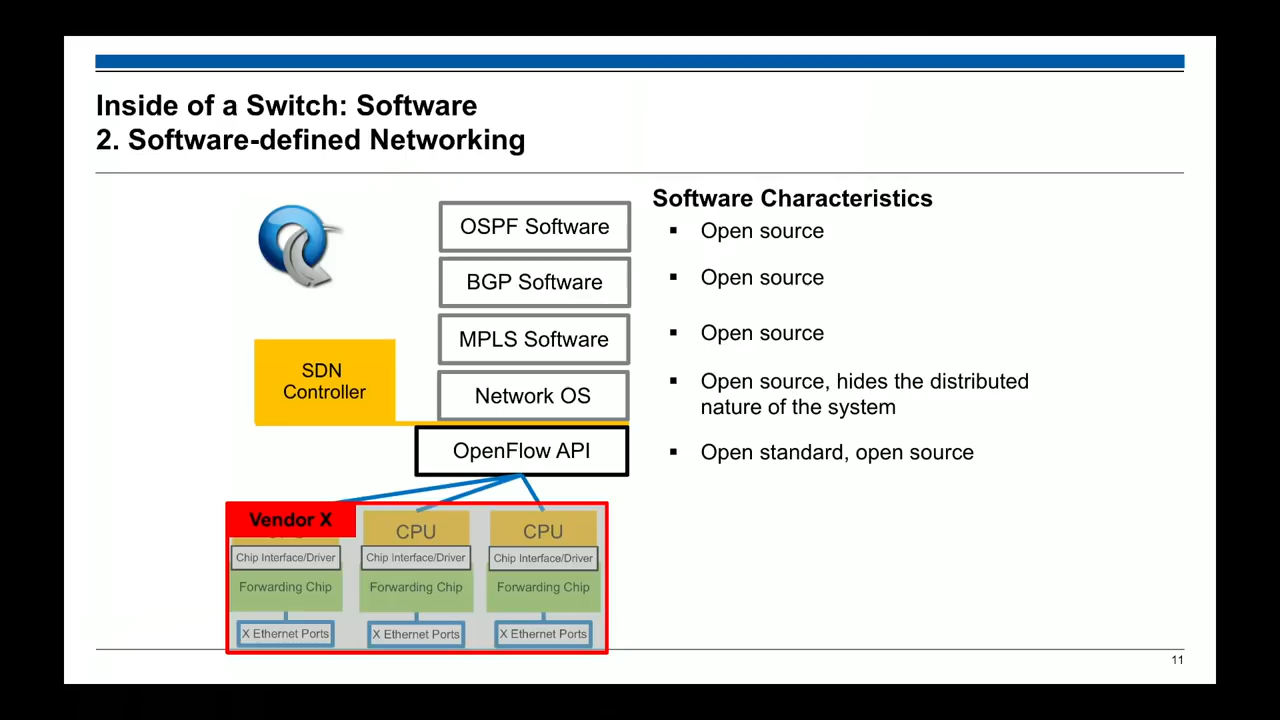 Inside of a Switch: Software
2. Software-defined Networking
Software Characteristics
OSPF Software
▪ Open source
BGP Software
▪ Open source
MPLS Software
▪ Open source
SDN
Controller
Network OS
▪ Open source, hides the distributed
nature of the system
OpenFlow API
▪ Open standard, open source
Vendor X
CPU
CPU
Chip Interface/Driver
Chip Interface/Driver
Chip Interface/Driver
Forwarding Chip
Forwarding Chip
Forwarding Chip
X Ethernet Ports
X Ethernet Ports
X Ethernet Ports
11